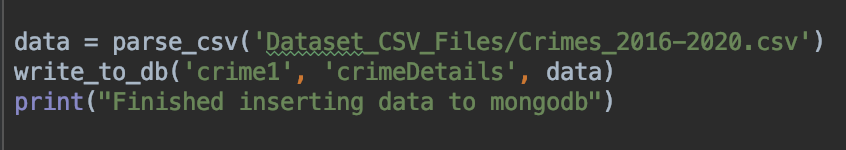 data = parse_csv('Dataset_CSV_Files/Crimes_2016-2020.csv')
write_to_db('crime1', 'crimeDetails', data)
print("Finished inserting data to mongodb")